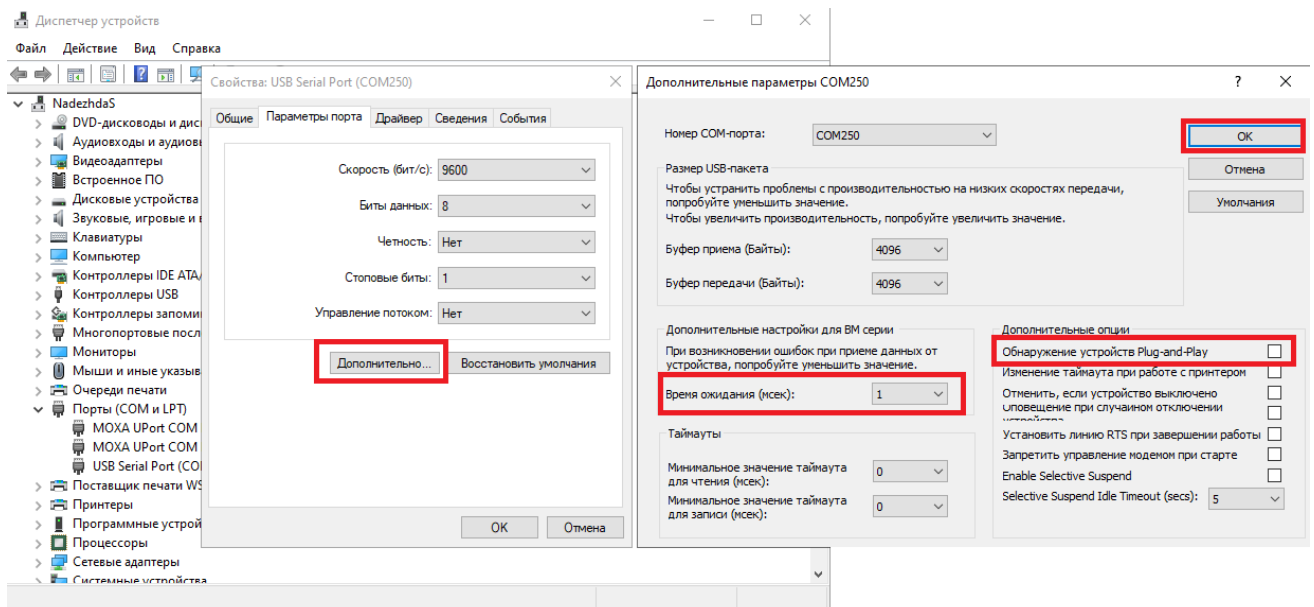 Диспетчер устройств
Файл Действие Вид Справка
NadezhdaS
DVD-дисководы и
Аудиовходы и
Видеоадаптеры
Встроенное ПО
Дисковые устройства
Звуковые, игровые и
Клавиатуры
Компьютер
Контроллеры IDE ATA/
Контроллеры USB
Контроллеры
Многопортовые
Мониторы
Мыши и иные
Очереди печати
Порты (COM и LPT)
MOXA UPort COM
MOXA UPort COM
USB Serial Port
Поставщик печати
Принтеры
Программные
Процессоры
Сетевые адаптеры
Системные устройства
Свойства: USB Serial Port (COM250)
Общие Параметры порта Драйвер Сведения События
Скорость (бит/с): 9600
Биты данных: 8
Четность: Нет
Стоповые биты: 1
Управление потоком: Нет
Дополнительно... Восстановить умолчания
OK Отмена
Дополнительные параметры COM250 ?
Номер COM-порта: COM250
OK
Отмена
Умолчания
Размер USB-пакета
Чтобы устранить проблемы с производительностью на низких скоростях передачи,
попробуйте уменьшить значение.
Чтобы увеличить производительность, попробуйте увеличить значение.
Буфер приема (Байты): 4096
Буфер передачи (Байты): 4096
Дополнительные настройки для BM серии
При возникновении ошибок при приеме данных от
устройства, попробуйте уменьшить значение.
Время ожидания (мсек): 1
Таймауты
Минимальное значение таймаута
для чтения (мсек): 0
Минимальное значение таймаута
для записи (мсек): 0
Дополнительные опции
Обнаружение устройств Plug-and-Play
Изменение таймаута при работе с принтером
Отменить, если устройство выключено
Оповещение при случайном отключении
Установить линию RTS при завершении работы
Запретить управление модемом при старте
Enable Selective Suspend
Selective Suspend Idle Timeout (secs): 5